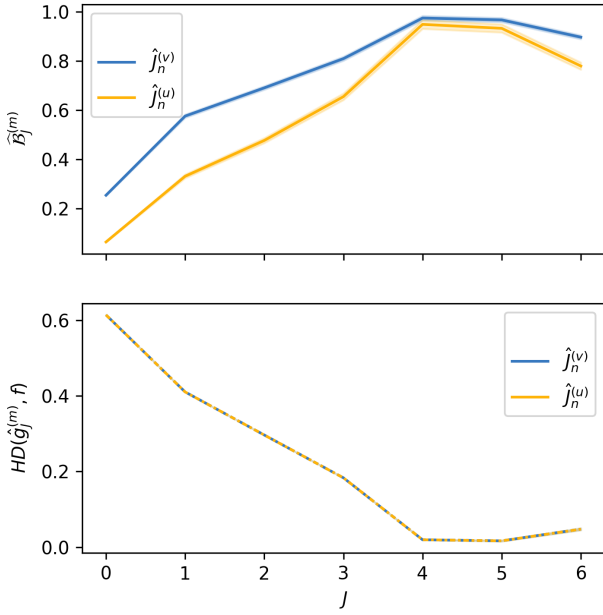 1.0
0.8
0.6
0.4
0.2
$\widehat{\mathcal{B}}_J^{(m)}$
$\hat{J}_n^{(v)}$
$\hat{J}_n^{(u)}$
0.6
0.4
0.2
0.0
$HD(\hat{g}_J^{(m)}, f)$
$\hat{J}_n^{(v)}$
$\hat{J}_n^{(u)}$
0 1 2 3 4 5 6
J